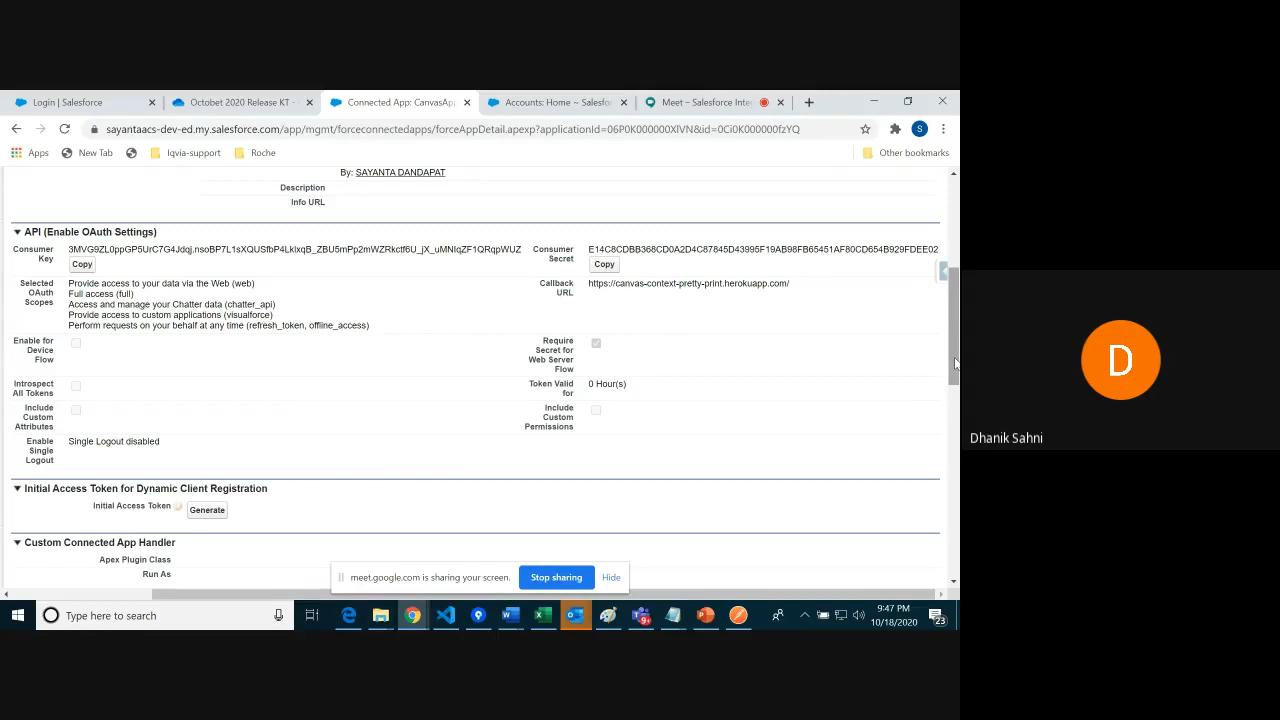 Login | Salesforce
Octobet 2020 Release KT -
Connected App: CanvasAp
Accounts: Home ~ Salesfo
Meet – Salesforce Inte
sayantaacs-dev-ed.my.salesforce.com/app/mgmt/forceconnectedapps/forceAppDetail.apexp?applicationId=06P0K000000XlVN&id=0Ci0K000000fzYQ
S
Apps
New Tab
Iqvia-support
Roche
Other bookmarks
By: SAYANTA DANDAPAT
Description
Info URL
API (Enable OAuth Settings)
Consumer Key
3MVG9ZL0ppGP5UrC7G4Jdqj.nsoBP7L1sXQUSfbP4LklxqB_ZBU5mPp2mWZRkctf6U_jX_uMNIqZF1QRqpWUZ
Copy
Consumer Secret
E14C8CDBB368CD0A2D4C87845D43995F19AB98FB65451AF80CD654B929FDEE02
Copy
Selected OAuth Scopes
Provide access to your data via the Web (web)
Full access (full)
Access and manage your Chatter data (chatter_api)
Provide access to custom applications (visualforce)
Perform requests on your behalf at any time (refresh_token, offline_access)
Callback URL
https://canvas-context-pretty-print.herokuapp.com/
Enable for Device Flow
Require Secret for Web Server Flow
Introspect All Tokens
Token Valid for
0 Hour(s)
Include Custom Attributes
Include Custom Permissions
Enable Single Logout
Single Logout disabled
Initial Access Token for Dynamic Client Registration
Initial Access Token
Generate
Custom Connected App Handler
Apex Plugin Class
Run As
meet.google.com is sharing your screen.
Stop sharing
Hide
Type here to search
9+
9:47 PM
10/18/2020
23
D
Dhanik Sahni